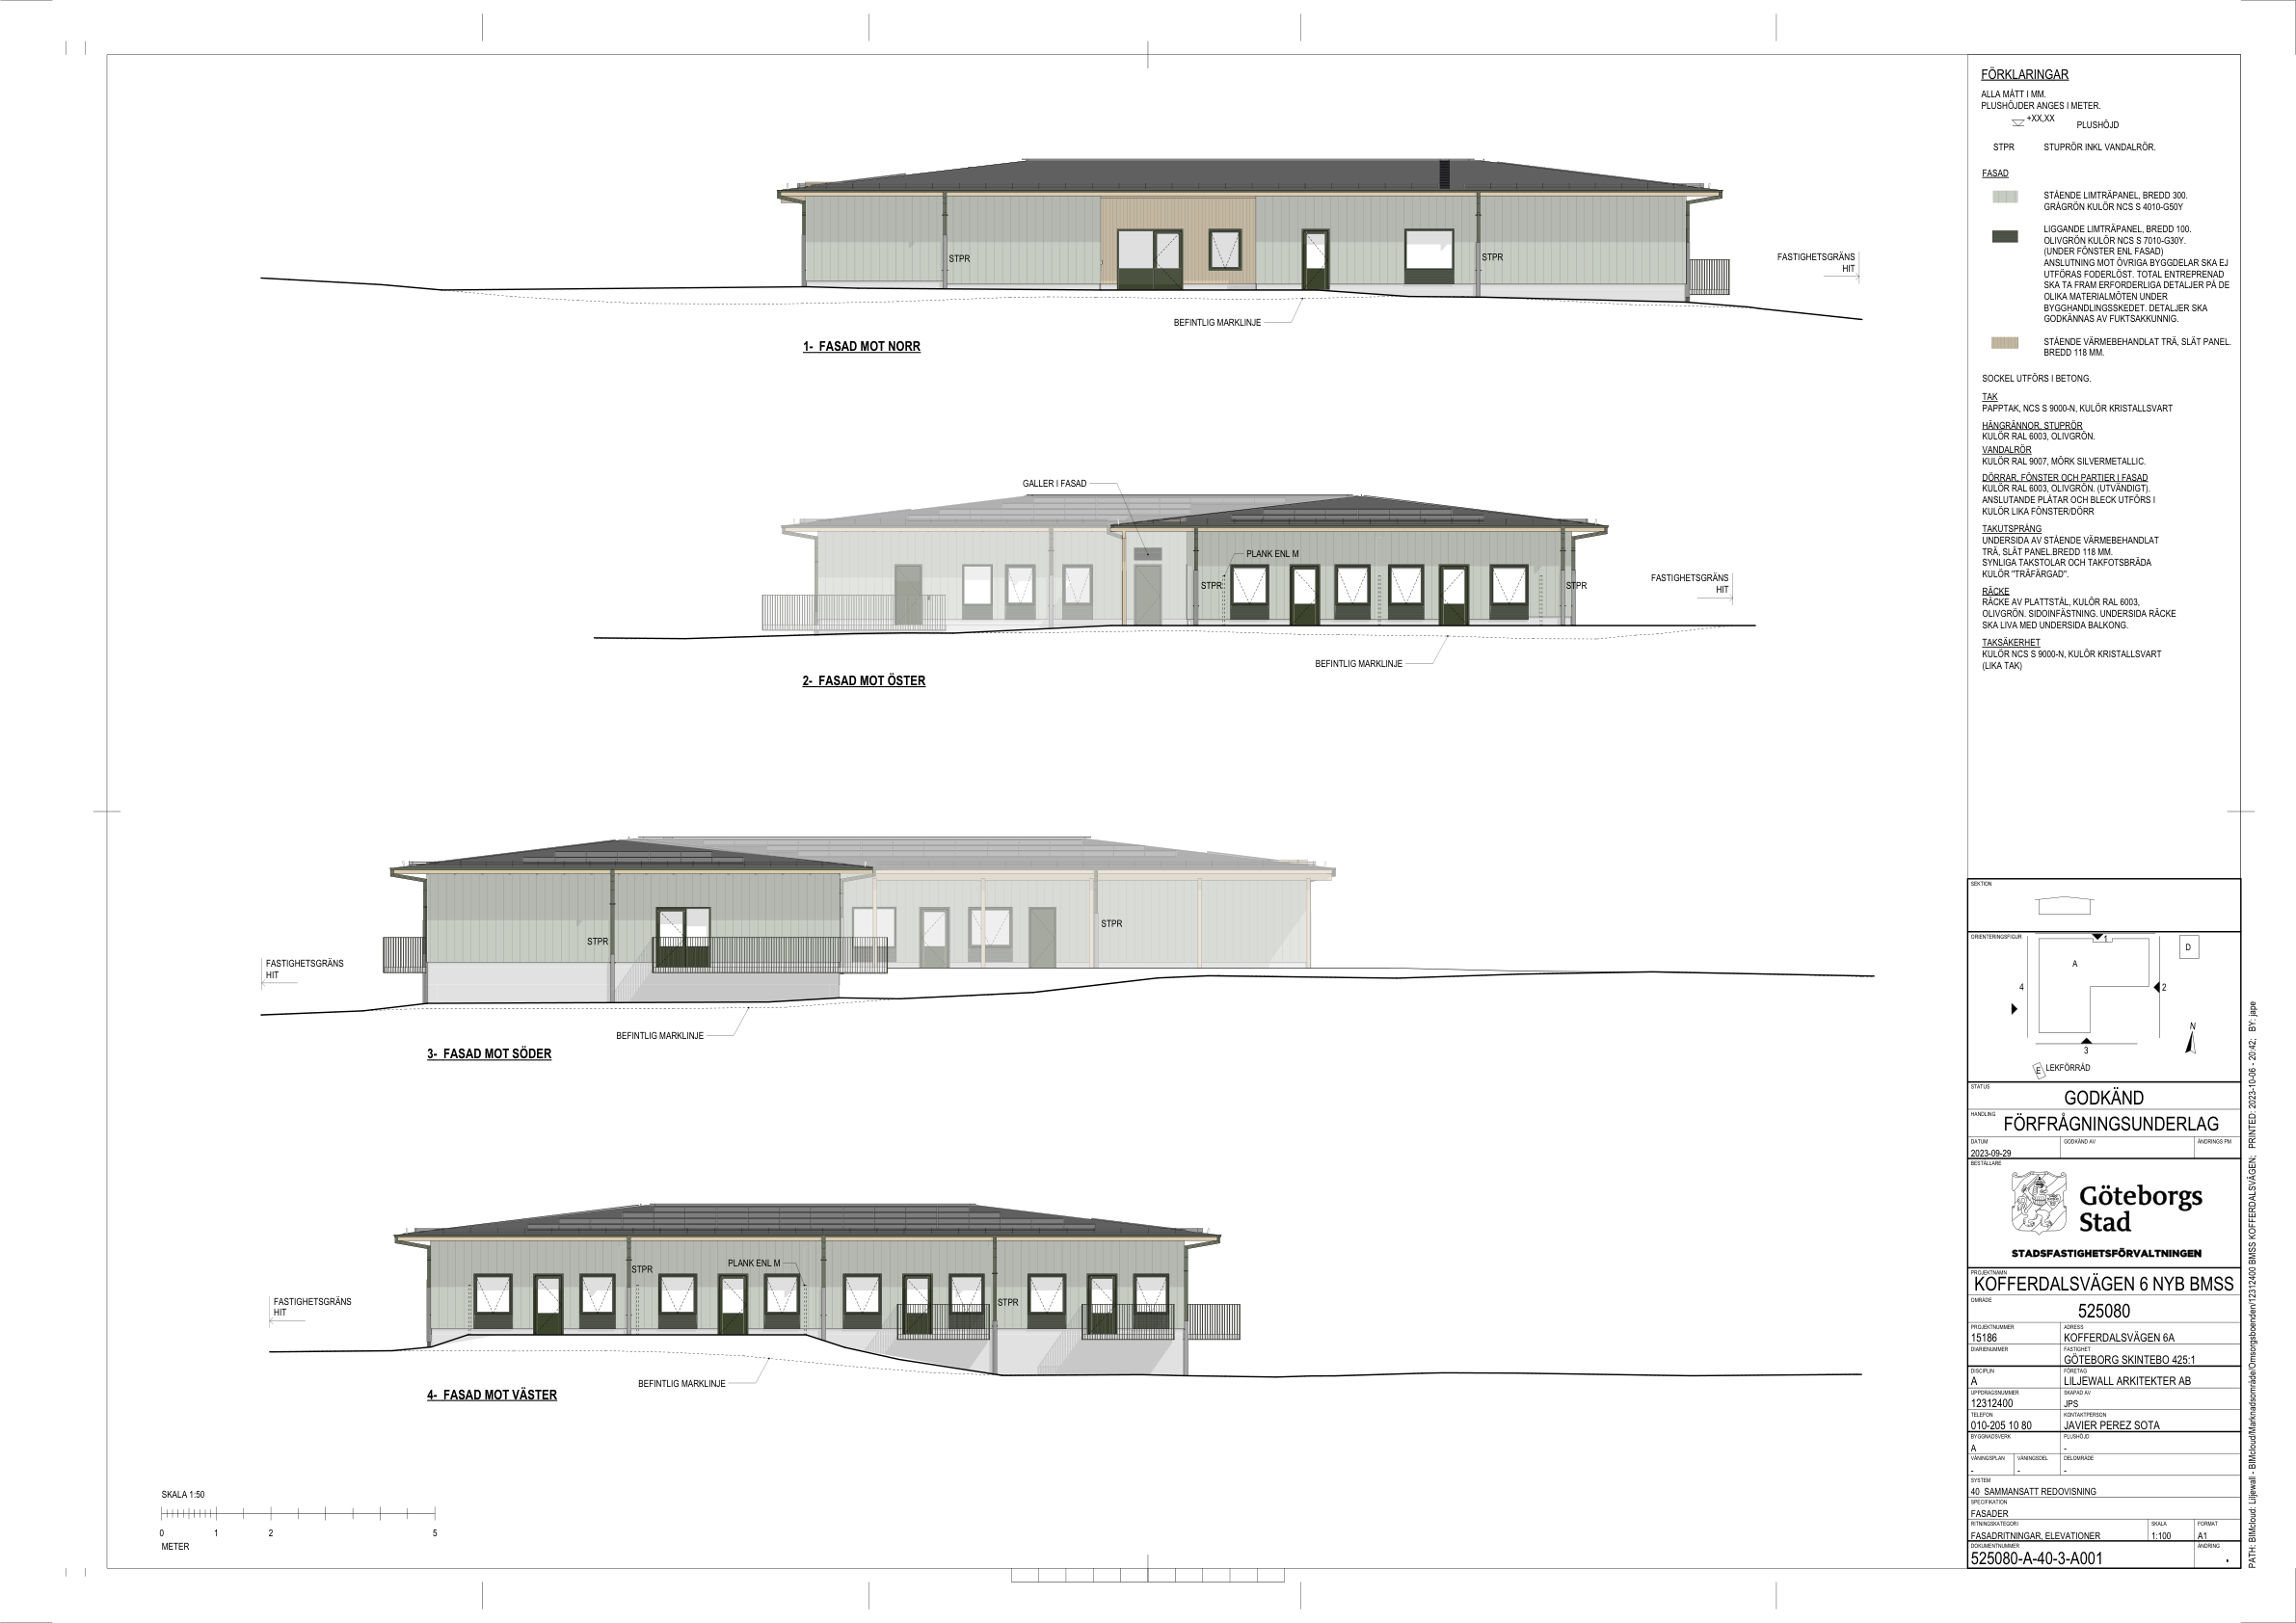 STPR
STPR
FASTIGHETSGRÄNS
HIT
BEFINTLIG MARKLINJE
1- FASAD MOT NORR
GALLER I FASAD
PLANK ENL M
STPR
STPR
FASTIGHETSGRÄNS
HIT
BEFINTLIG MARKLINJE
2- FASAD MOT ÖSTER
STPR
STPR
FASTIGHETSGRÄNS
HIT
BEFINTLIG MARKLINJE
3- FASAD MOT SÖDER
STPR
PLANK ENL M
STPR
FASTIGHETSGRÄNS
HIT
BEFINTLIG MARKLINJE
4- FASAD MOT VÄSTER
SKALA 1:50
0 1 2 5
METER
FÖRKLARINGAR
ALLA MÅTT I MM.
PLUSHÖJDER ANGES I METER.
+XX,XX PLUSHÖJD
STPR STUPRÖR INKL VANDALRÖR.
FASAD
STÅENDE LIMTRÄPANEL, BREDD 300.
GRÅGRÖN KULÖR NCS S 4010-G50Y
LIGGANDE LIMTRÄPANEL, BREDD 100.
OLIVGRÖN KULÖR NCS S 7010-G30Y.
(UNDER FÖNSTER ENL FASAD)
ANSLUTNING MOT ÖVRIGA BYGGDELAR SKA EJ
UTFÖRAS FODERLÖST. TOTAL ENTREPRENAD
SKA TA FRAM ERFORDERLIGA DETALJER PÅ DE
OLIKA MATERIALMÖTEN UNDER
BYGGHANDLINGSSKEDET. DETALJER SKA
GODKÄNNAS AV FUKTSAKKUNNIG.
STÅENDE VÄRMEBEHANDLAT TRÄ, SLÄT PANEL.
BREDD 118 MM.
SOCKEL UTFÖRS I BETONG.
TAK
PAPPTAK, NCS S 9000-N, KULÖR KRISTALLSVART
HÄNGRÄNNOR, STUPRÖR
KULÖR RAL 6003, OLIVGRÖN.
VANDALRÖR
KULÖR RAL 9007, MÖRK SILVERMETALLIC.
DÖRRAR, FÖNSTER OCH PARTIER I FASAD
KULÖR RAL 6003, OLIVGRÖN. (UTVÄNDIGT).
ANSLUTANDE PLÅTAR OCH BLECK UTFÖRS I
KULÖR LIKA FÖNSTER/DÖRR
TAKUTSPRÅNG
UNDERSIDA AV STÅENDE VÄRMEBEHANDLAT
TRÄ, SLÄT PANEL.BREDD 118 MM.
SYNLIGA TAKSTOLAR OCH TAKFOTSBRÄDA
KULÖR "TRÄFÄRGAD".
RÄCKE
RÄCKE AV PLATTSTÅL, KULÖR RAL 6003,
OLIVGRÖN. SIDOINFÄSTNING. UNDERSIDA RÄCKE
SKA LIVA MED UNDERSIDA BALKONG.
TAKSÄKERHET
KULÖR NCS S 9000-N, KULÖR KRISTALLSVART
(LIKA TAK)
SEKTION
ORIENTERINGSFIGUR
1
D
A
4
2
N
3
E LEKFÖRRÅD
STATUS
GODKÄND
HANDLING
FÖRFRÅGNINGSUNDERLAG
DATUM GODKÄND AV ÄNDRINGS PM
2023-09-29
BESTÄLLARE
Göteborgs
Stad
STADSFASTIGHETSFÖRVALTNINGEN
PROJEKTNAMN
KOFFERDALSVÄGEN 6 NYB BMSS
OMRÅDE
525080
PROJEKTNUMMER ADRESS
15186 KOFFERDALSVÄGEN 6A
DIARIENUMMER FASTIGHET
GÖTEBORG SKINTEBO 425:1
DISCIPLIN FÖRETAG
A LILJEWALL ARKITEKTER AB
UPPDRAGSNUMMER SKAPAD AV
12312400 JPS
TELEFON KONTAKTPERSON
010-205 10 80 JAVIER PEREZ SOTA
BYGGNADSVERK PLUSHÖJD
A -
VÅNINGSPLAN VÅNINGSDEL DELOMRÅDE
- - -
SYSTEM
40 SAMMANSATT REDOVISNING
SPECIFIKATION
FASADER
RITNINGSKATEGORI SKALA FORMAT
FASADRITNINGAR, ELEVATIONER 1:100 A1
DOKUMENTNUMMER ÄNDRING
525080-A-40-3-A001 .
PATH: BIMcloud: Liljewall - BIMcloud/Marknadsområde/Omsorgsboenden/12312400 BMSS KOFFERDALSVÄGEN; PRINTED: 2023-10-06 - 20:42; BY: jape